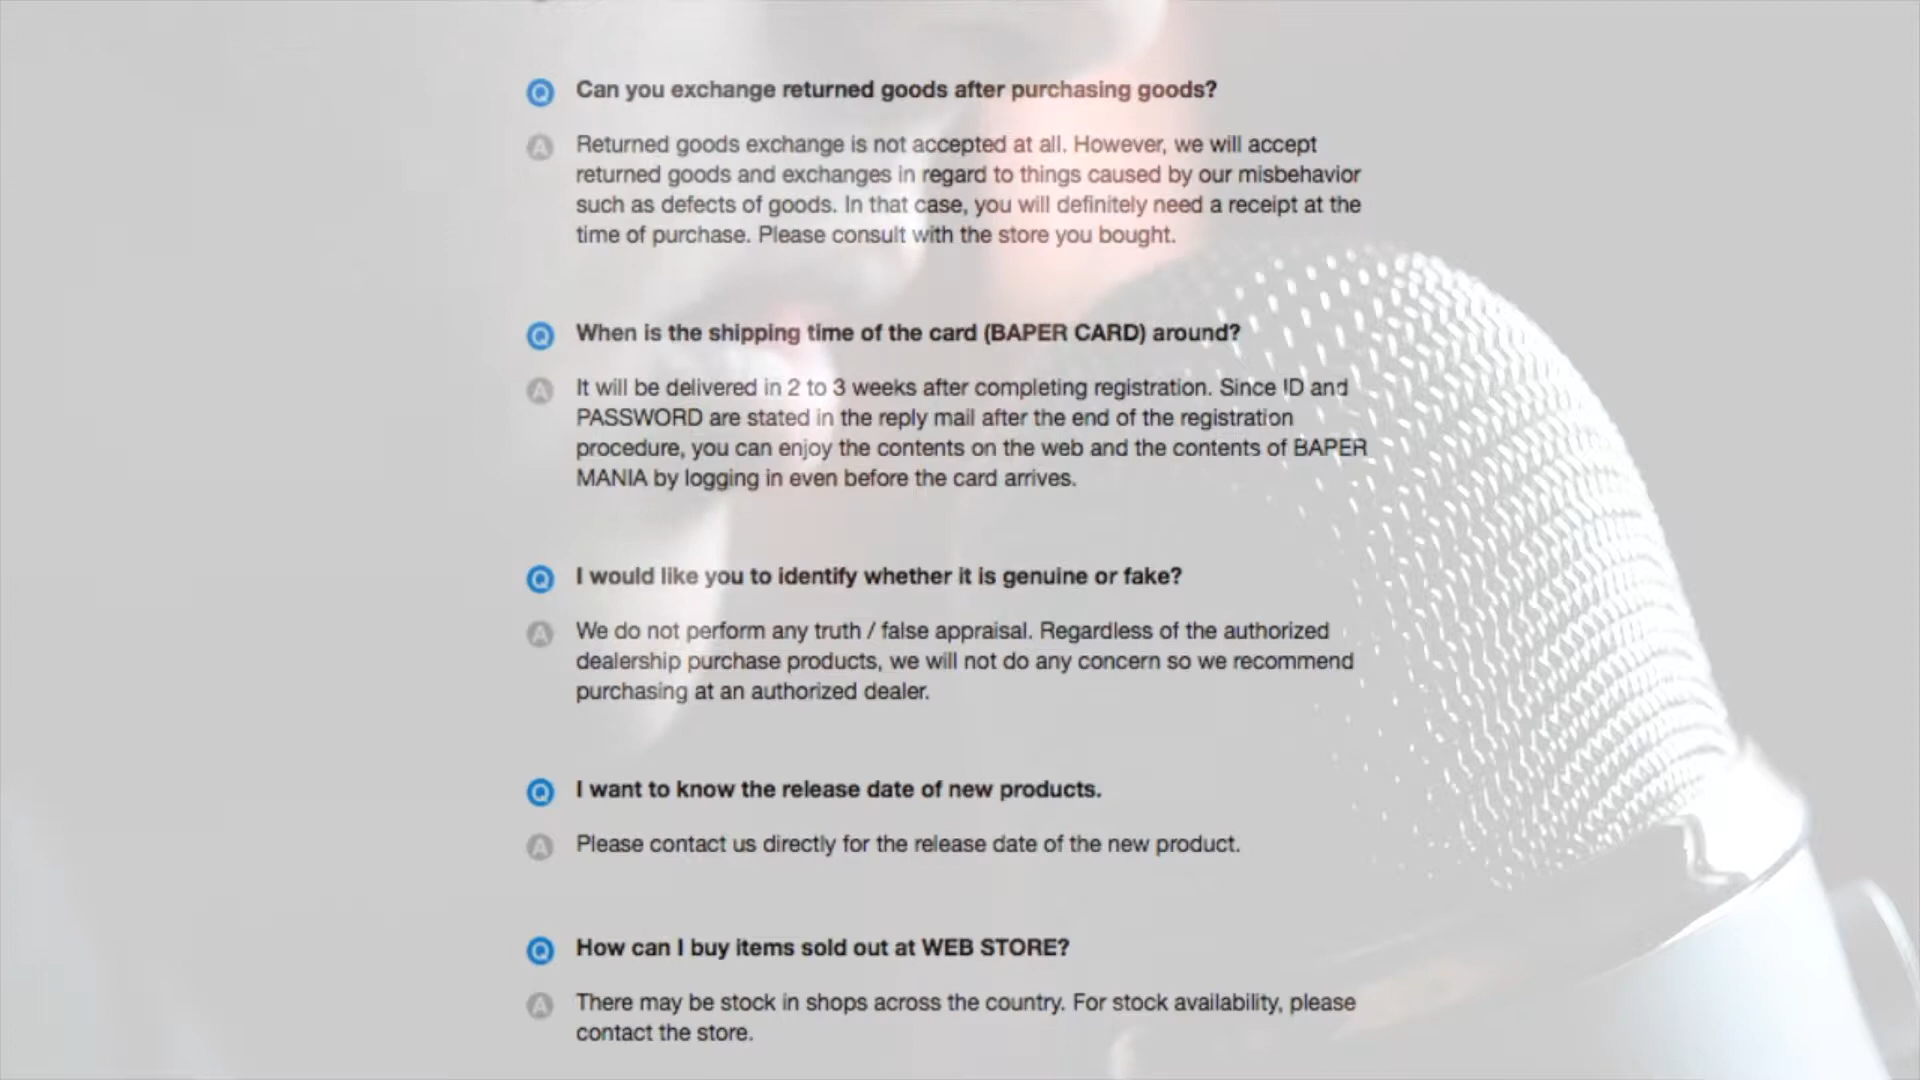 Q Can you exchange returned goods after purchasing goods?
A Returned goods exchange is not accepted at all. However, we will accept
returned goods and exchanges in regard to things caused by our misbehavior
such as defects of goods. In that case, you will definitely need a receipt at the
time of purchase. Please consult with the store you bought.
Q When is the shipping time of the card (BAPER CARD) around?
A It will be delivered in 2 to 3 weeks after completing registration. Since ID and
PASSWORD are stated in the reply mail after the end of the registration
procedure, you can enjoy the contents on the web and the contents of BAPER
MANIA by logging in even before the card arrives.
Q I would like you to identify whether it is genuine or fake?
A We do not perform any truth / false appraisal. Regardless of the authorized
dealership purchase products, we will not do any concern so we recommend
purchasing at an authorized dealer.
Q I want to know the release date of new products.
A Please contact us directly for the release date of the new product.
Q How can I buy items sold out at WEB STORE?
A There may be stock in shops across the country. For stock availability, please
contact the store.